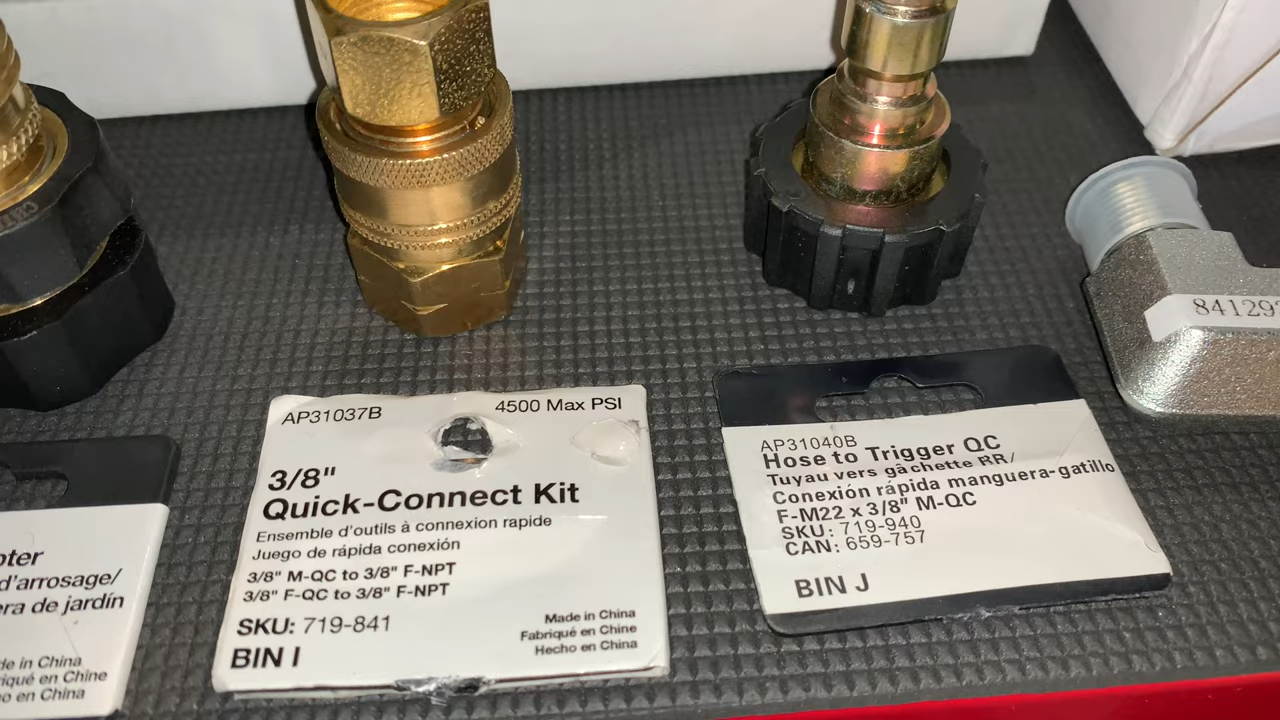 84129
AP31037B
4500 Max PSI
3/8"
Quick-Connect Kit
Ensemble d'outils à connexion rapide
Juego de rápida conexión
3/8" M-QC to 3/8" F-NPT
3/8" F-QC to 3/8" F-NPT
SKU: 719-841
BIN I
Made in China
Fabriqué en Chine
Hecho en China
AP31040B
Hose to Trigger QC
Tuyau vers gâchette RR/
Conexión rápida manguera-gatillo
F-M22 x 3/8" M-QC
SKU: 719-940
CAN: 659-757
BIN J
d'arrosage/
de jardín
in China
en Chine
en China